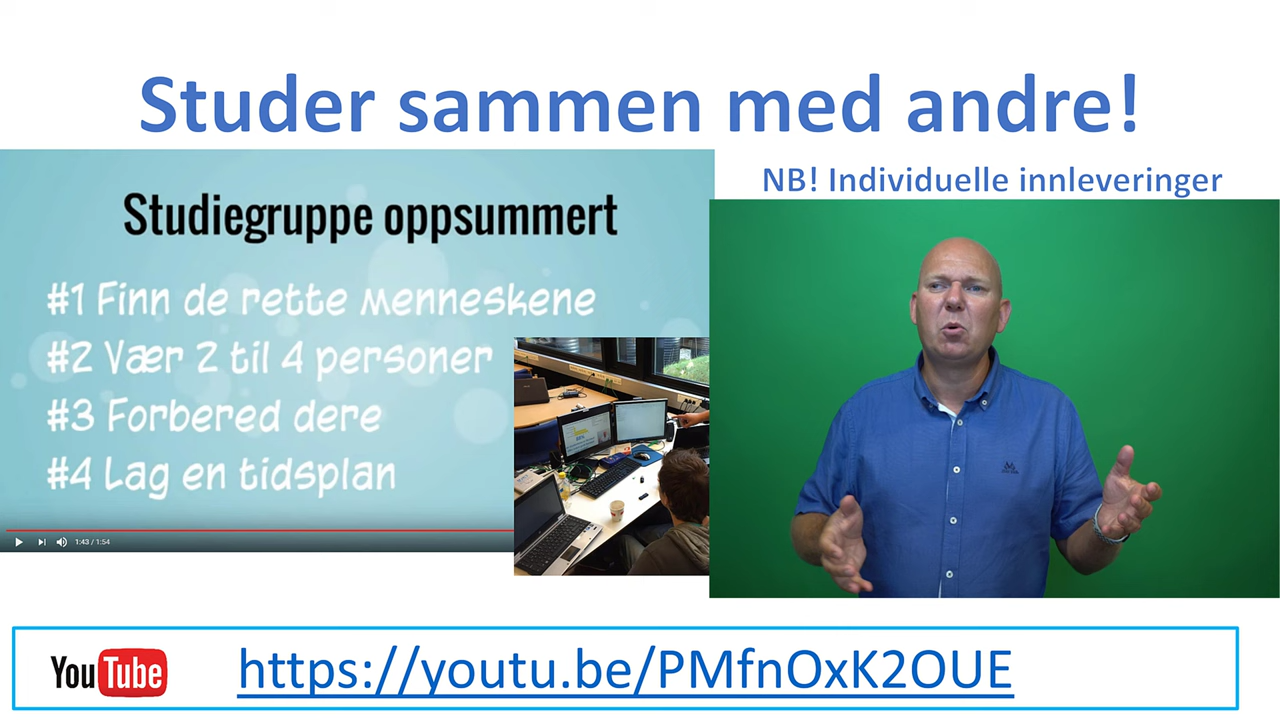 Studer sammen med andre!
NB! Individuelle innleveringer
Studiegruppe oppsummert
#1 Finn de rette menneskene
#2 Vær 2 til 4 personer
#3 Forbered dere
#4 Lag en tidsplan
1:43 / 1:54
YouTube
https://youtu.be/PMfnOxK2OUE